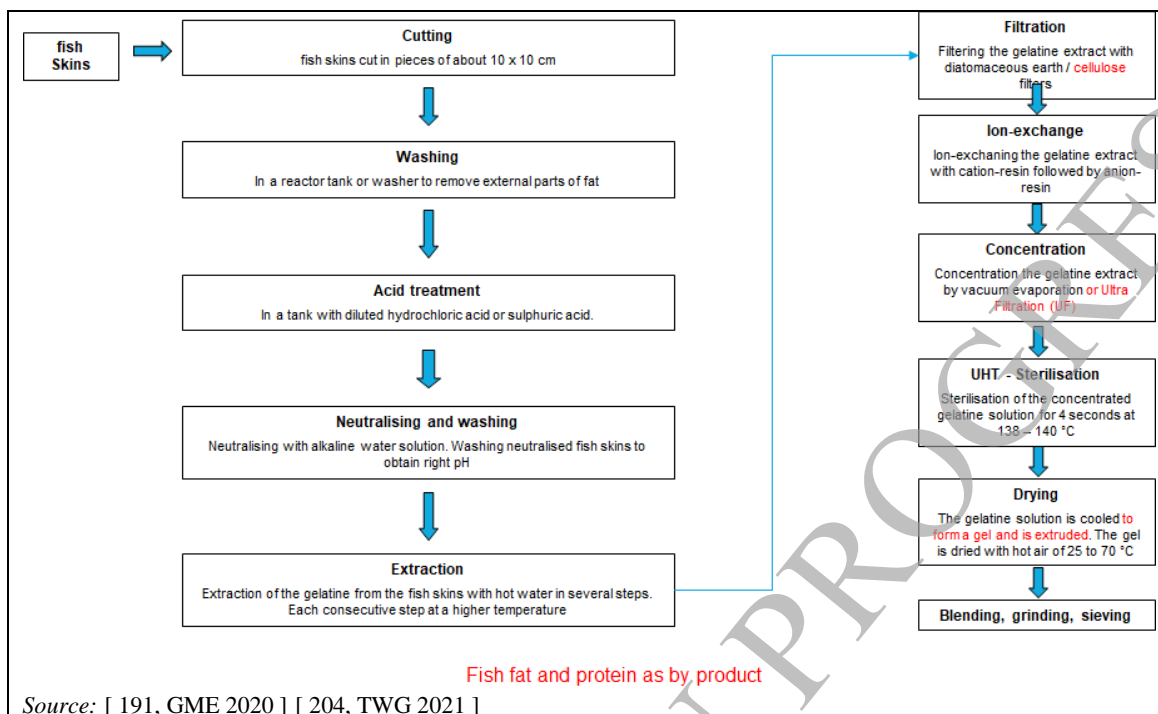 fish
Skins
Cutting
fish skins cut in pieces of about 10 x 10 cm
Washing
In a reactor tank or washer to remove external parts of fat
Acid treatment
In a tank with diluted hydrochloric acid or sulphuric acid.
Neutralising and washing
Neutralising with alkaline water solution. Washing neutralised fish skins to
obtain right pH
Extraction
Extraction of the gelatine from the fish skins with hot water in several steps.
Each consecutive step at a higher temperature
Filtration
Filtering the gelatine extract with
diatomaceous earth / cellulose
filters
Ion-exchange
Ion-exchaning the gelatine extract
with cation-resin followed by anion-
resin
Concentration
Concentration the gelatine extract
by vacuum evaporation or Ultra
Filtration (UF)
UHT - Sterilisation
Sterilisation of the concentrated
gelatine solution for 4 seconds at
138 – 140 °C
Drying
The gelatine solution is cooled to
form a gel and is extruded. The gel
is dried with hot air of 25 to 70 °C
Blending, grinding, sieving
Fish fat and protein as by product
Source: [ 191, GME 2020 ] [ 204, TWG 2021 ]
PROGRES